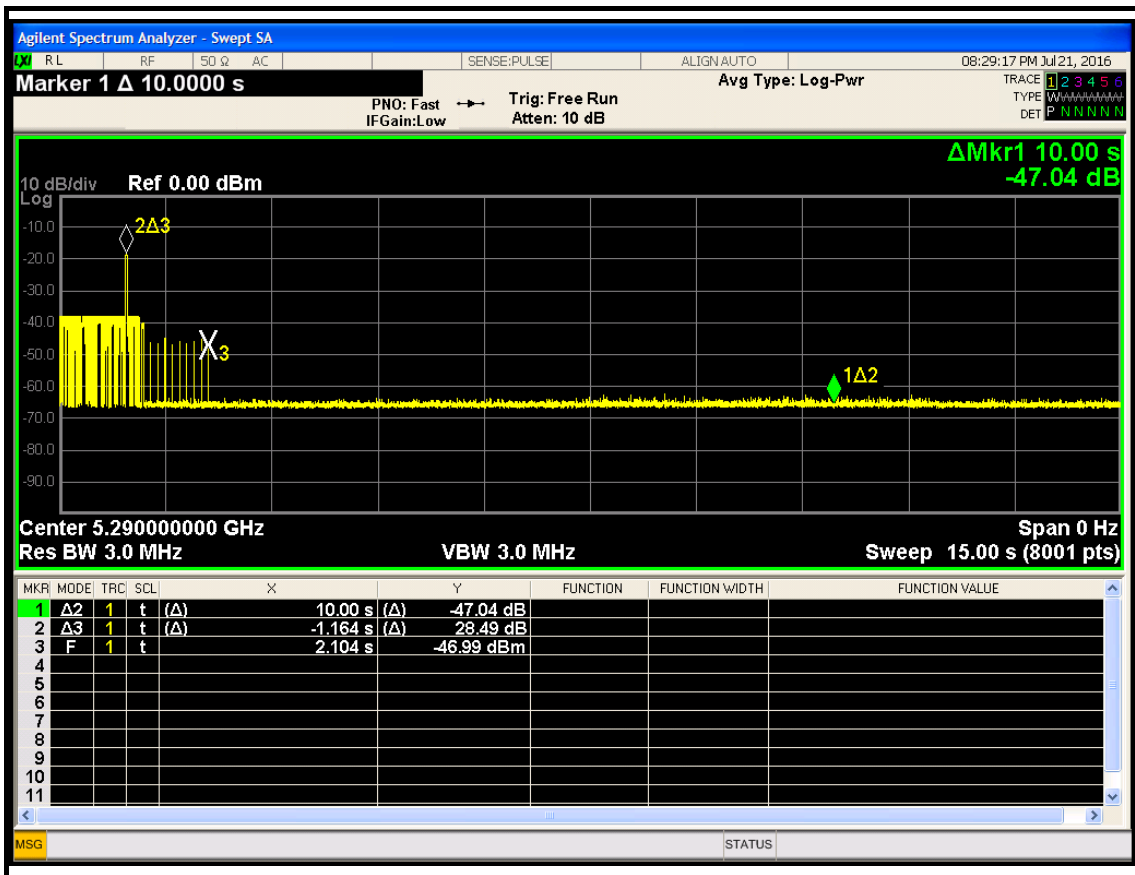 Agilent Spectrum Analyzer - Swept SA
LXI RL RF 50 Ω AC SENSE:PULSE ALIGN AUTO 08:29:17 PM Jul 21, 2016
Marker 1 Δ 10.0000 s
PNO: Fast
IFGain:Low
Trig: Free Run
Atten: 10 dB
Avg Type: Log-Pwr
TRACE 1 2 3 4 5 6
TYPE WWWWWW
DET P N N N N N
ΔMkr1 10.00 s
-47.04 dB
10 dB/div Ref 0.00 dBm
Log
-10.0
-20.0
-30.0
-40.0
-50.0
-60.0
-70.0
-80.0
-90.0
2Δ3
X3
1Δ2
Center 5.290000000 GHz Span 0 Hz
Res BW 3.0 MHz VBW 3.0 MHz Sweep 15.00 s (8001 pts)
MKR MODE TRC SCL X Y FUNCTION FUNCTION WIDTH FUNCTION VALUE
1 Δ2 1 t (Δ) 10.00 s (Δ) -47.04 dB
2 Δ3 1 t (Δ) -1.164 s (Δ) 28.49 dB
3 F 1 t 2.104 s -46.99 dBm
4
5
6
7
8
9
10
11
MSG STATUS